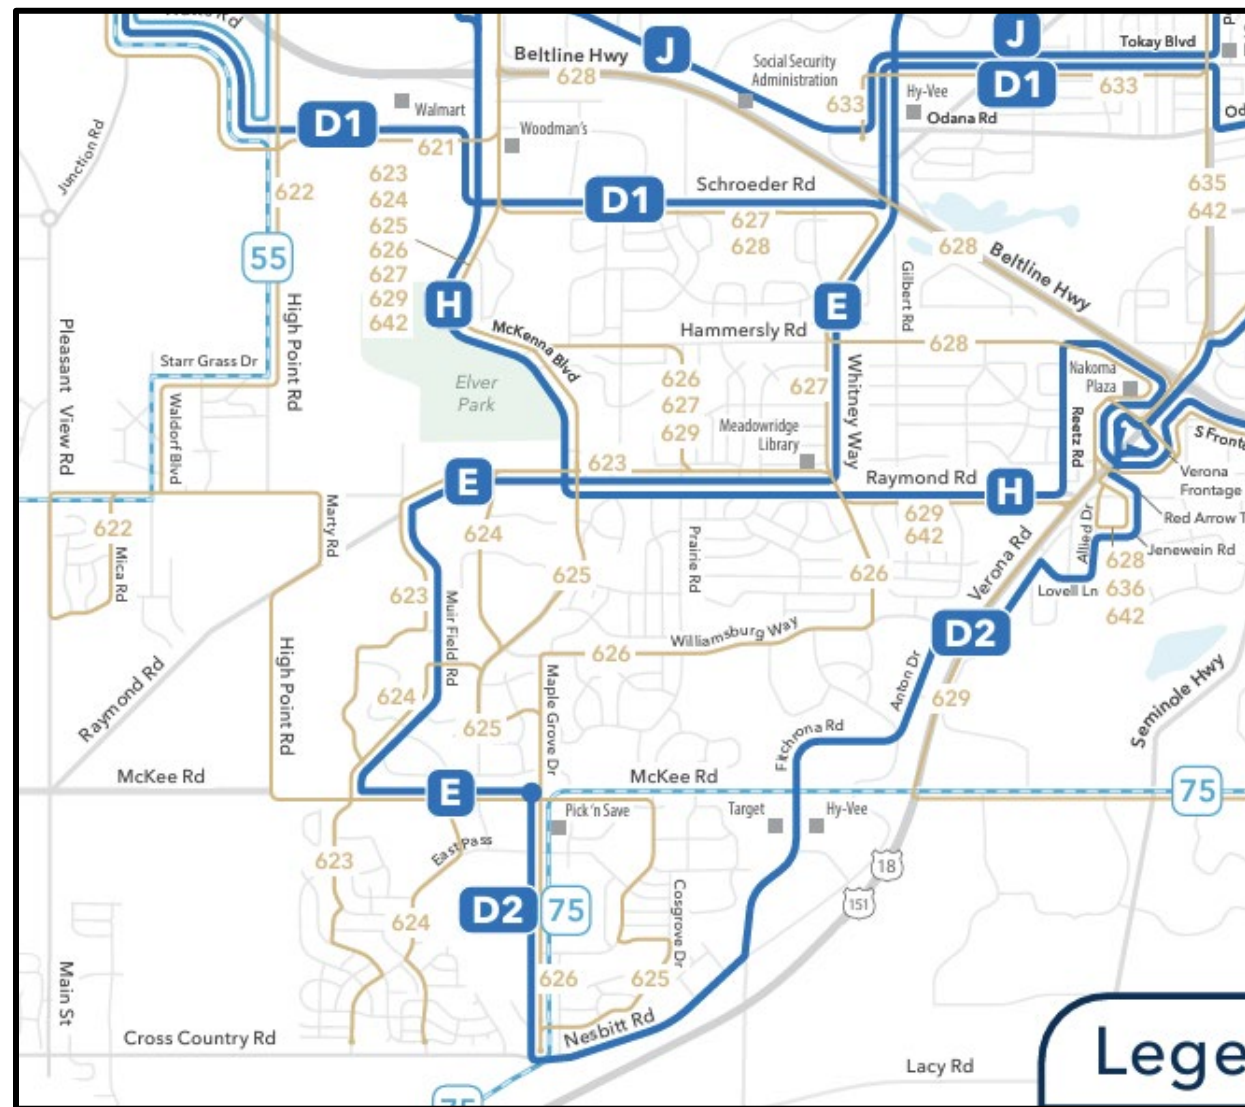 Beltline Hwy
628
J
Social Security
Administration
J
Tokay Blvd
D1
633
633
Hy-Vee
Odana Rd
Junction Rd
D1
Walmart
Woodman's
621
622
623
624
625
626
627
629
642
D1
Schroeder Rd
627
628
635
642
55
H
E
628
Beltline Hwy
Gilbert Rd
Pleasant View Rd
High Point Rd
Starr Grass Dr
Waldorf Blvd
Elver
Park
McKenna Blvd
Hammersly Rd
628
626
627
629
627
Whitney Way
Nakoma
Plaza
Reetz Rd
Meadowridge
Library
623
E
Raymond Rd
H
Verona
Frontage
622
Mica Rd
Marty Rd
624
625
Prairie Rd
629
642
626
Verona Rd
Allied Dr
Red Arrow T
Jenewein Rd
628
636
642
Lovell Ln
623
Muir Field Rd
Williamsburg Way
626
D2
Anton Dr
629
Seminole Hwy
Raymond Rd
High Point Rd
624
625
Maple Grove Dr
Fitchrona Rd
McKee Rd
E
McKee Rd
75
Pick 'n Save
Target
Hy-Vee
623
East Pass
624
D2
75
18
151
Cosgrove Dr
626
625
Main St
Cross Country Rd
Nesbitt Rd
Lacy Rd
75
Lege